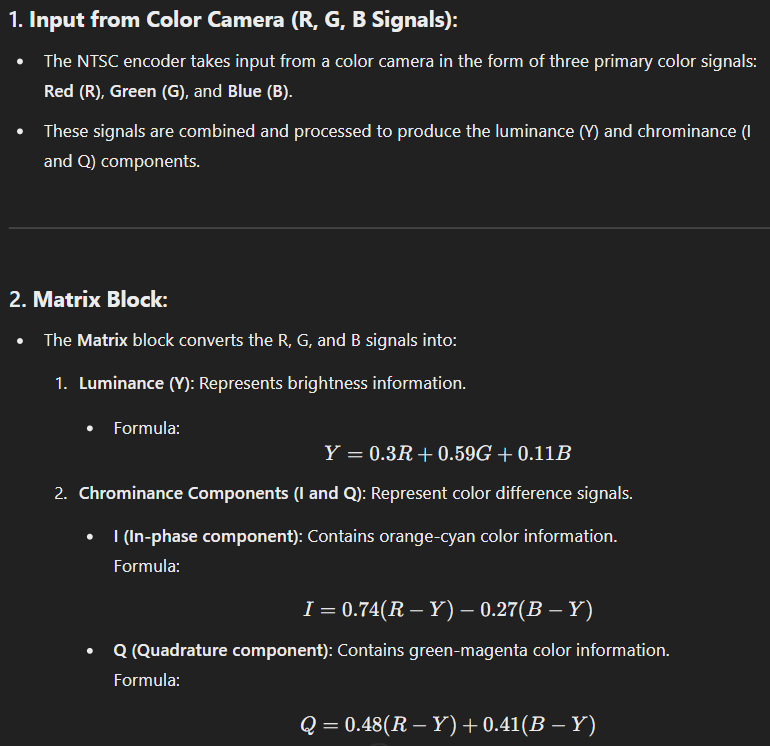 1. Input from Color Camera (R, G, B Signals):
• The NTSC encoder takes input from a color camera in the form of three primary color signals:
Red (R), Green (G), and Blue (B).
• These signals are combined and processed to produce the luminance (Y) and chrominance (I
and Q) components.
2. Matrix Block:
• The Matrix block converts the R, G, and B signals into:
1. Luminance (Y): Represents brightness information.
• Formula:
Y = 0.3R + 0.59G + 0.11B
2. Chrominance Components (I and Q): Represent color difference signals.
• I (In-phase component): Contains orange-cyan color information.
Formula:
I = 0.74(R − Y) − 0.27(B − Y)
• Q (Quadrature component): Contains green-magenta color information.
Formula:
Q = 0.48(R − Y) + 0.41(B − Y)